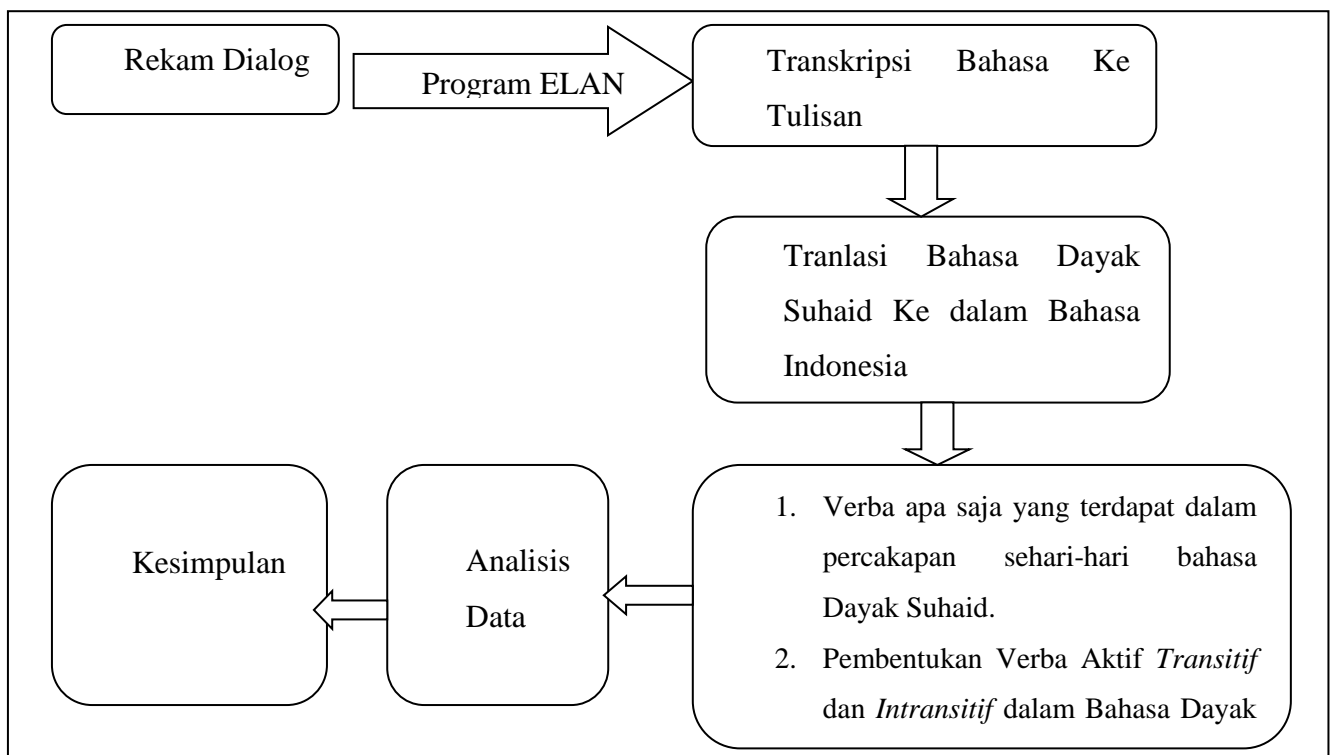 Rekam Dialog
Program ELAN
Transkripsi Bahasa Ke
Tulisan
Tranlasi Bahasa Dayak
Suhaid Ke dalam Bahasa
Indonesia
1. Verba apa saja yang terdapat dalam
percakapan sehari-hari bahasa
Dayak Suhaid.
2. Pembentukan Verba Aktif Transitif
dan Intransitif dalam Bahasa Dayak
Analisis
Data
Kesimpulan